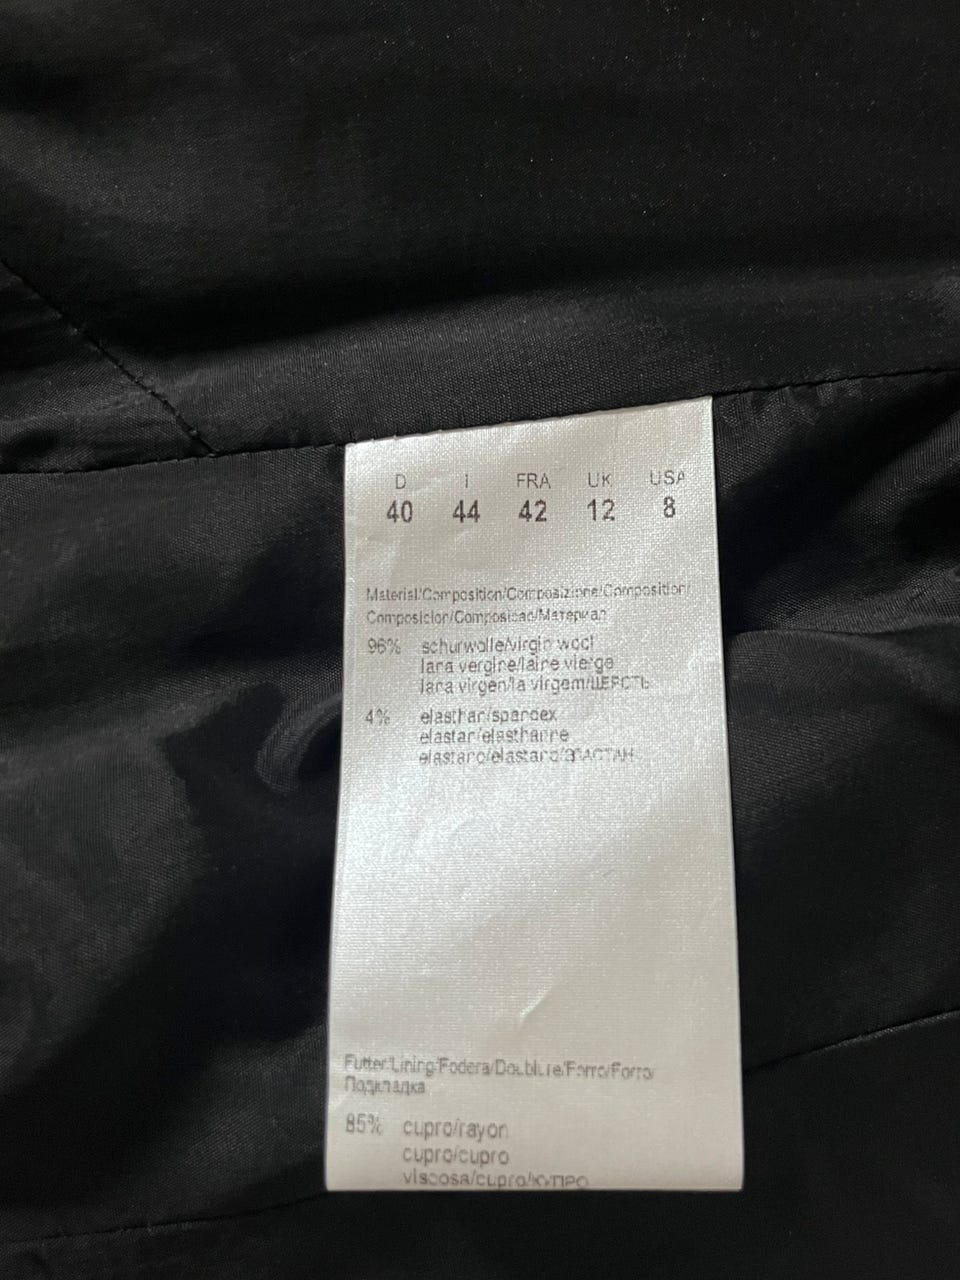 D I FRA UK USA
40 44 42 12 8
Material/Composition/Composizione/Composition/
Composicion/Composicao/Материал
96% schurwolle/virgin wool
lana vergine/laine vierge
lana virgen/la virgem/ШЕРСТЬ
4% elasthan/spandex
elastan/elasthanne
elastano/elastano/ЭЛАСТАН
Futter/Lining/Fodera/Doublure/Forro/Forro/
Подкладка
85% cupro/rayon
cupro/cupro
viscosa/cupro/КУПРО